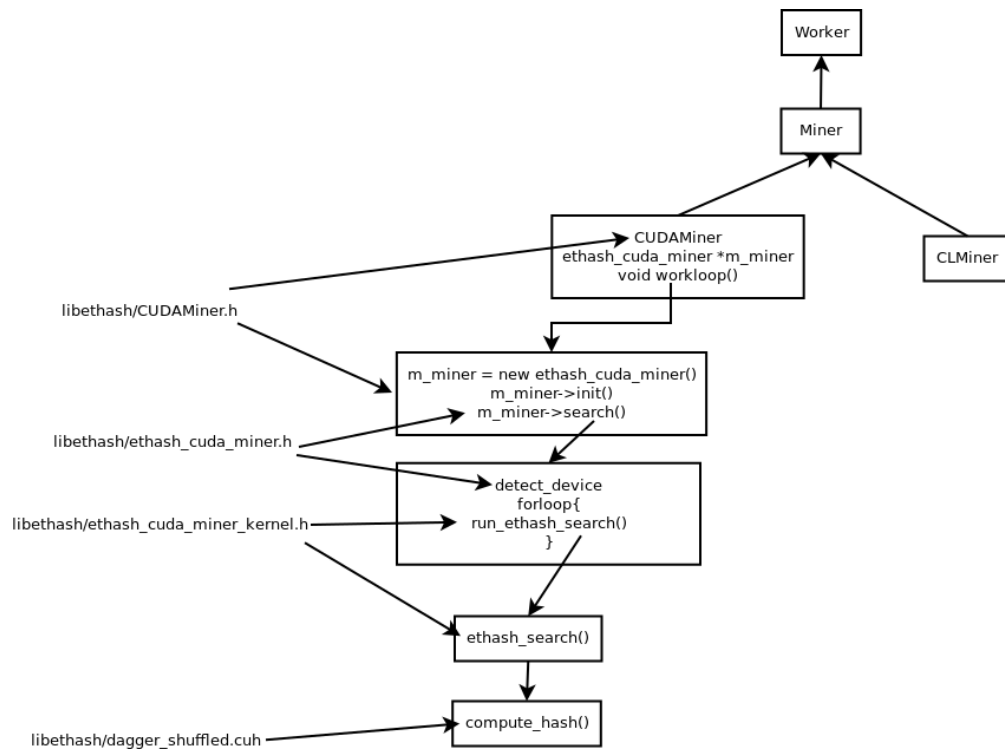 Worker
Miner
CUDAMiner
ethash_cuda_miner *m_miner
void workloop()
CLMiner
libethash/CUDAMiner.h
m_miner = new ethash_cuda_miner()
m_miner->init()
m_miner->search()
libethash/ethash_cuda_miner.h
detect_device
forloop{
run_ethash_search()
}
libethash/ethash_cuda_miner_kernel.h
ethash_search()
compute_hash()
libethash/dagger_shuffled.cuh